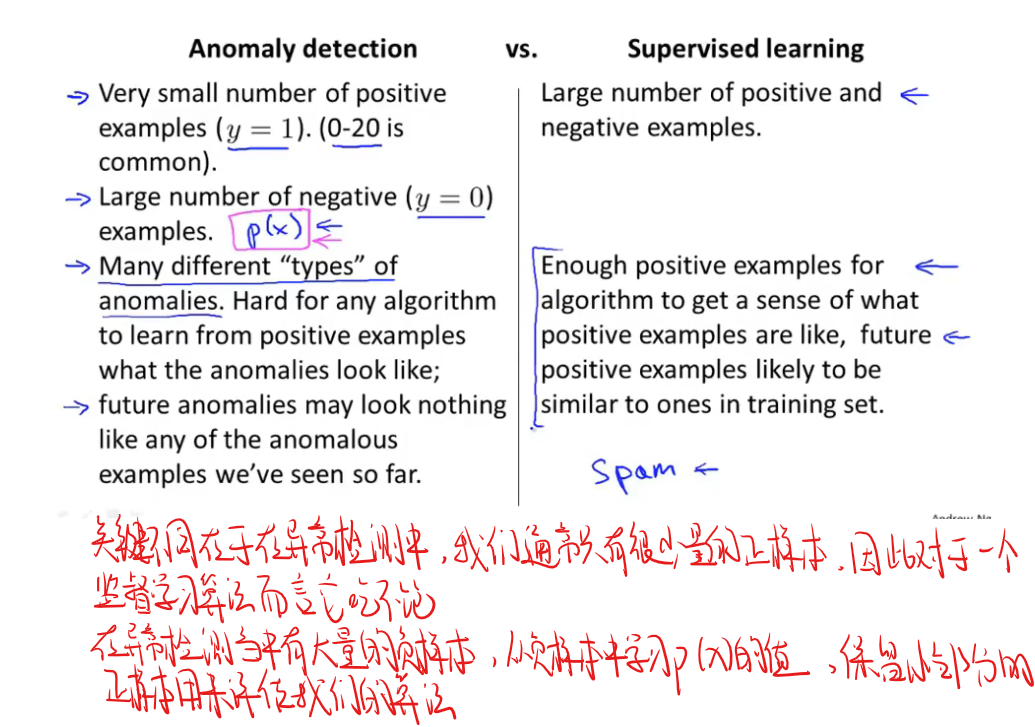 Anomaly detection vs. Supervised learning
→ Very small number of positive
examples (y = 1). (0-20 is
common).
→ Large number of negative (y = 0)
examples. p(x) ←
→ Many different “types” of
anomalies. Hard for any algorithm
to learn from positive examples
what the anomalies look like;
→ future anomalies may look nothing
like any of the anomalous
examples we’ve seen so far.
Large number of positive and ←
negative examples.
Enough positive examples for ←
algorithm to get a sense of what
positive examples are like, future ←
positive examples likely to be
similar to ones in training set.
Spam ←
Andrew Ng
关键不同在于在异常检测中,我们通常只有很少量的正样本,因此对于一个
监督学习算法而言它吃不饱
在异常检测当中有大量的负样本,从负样本中学习p(x)的值,保留小部分的
正样本用来评估我们的算法